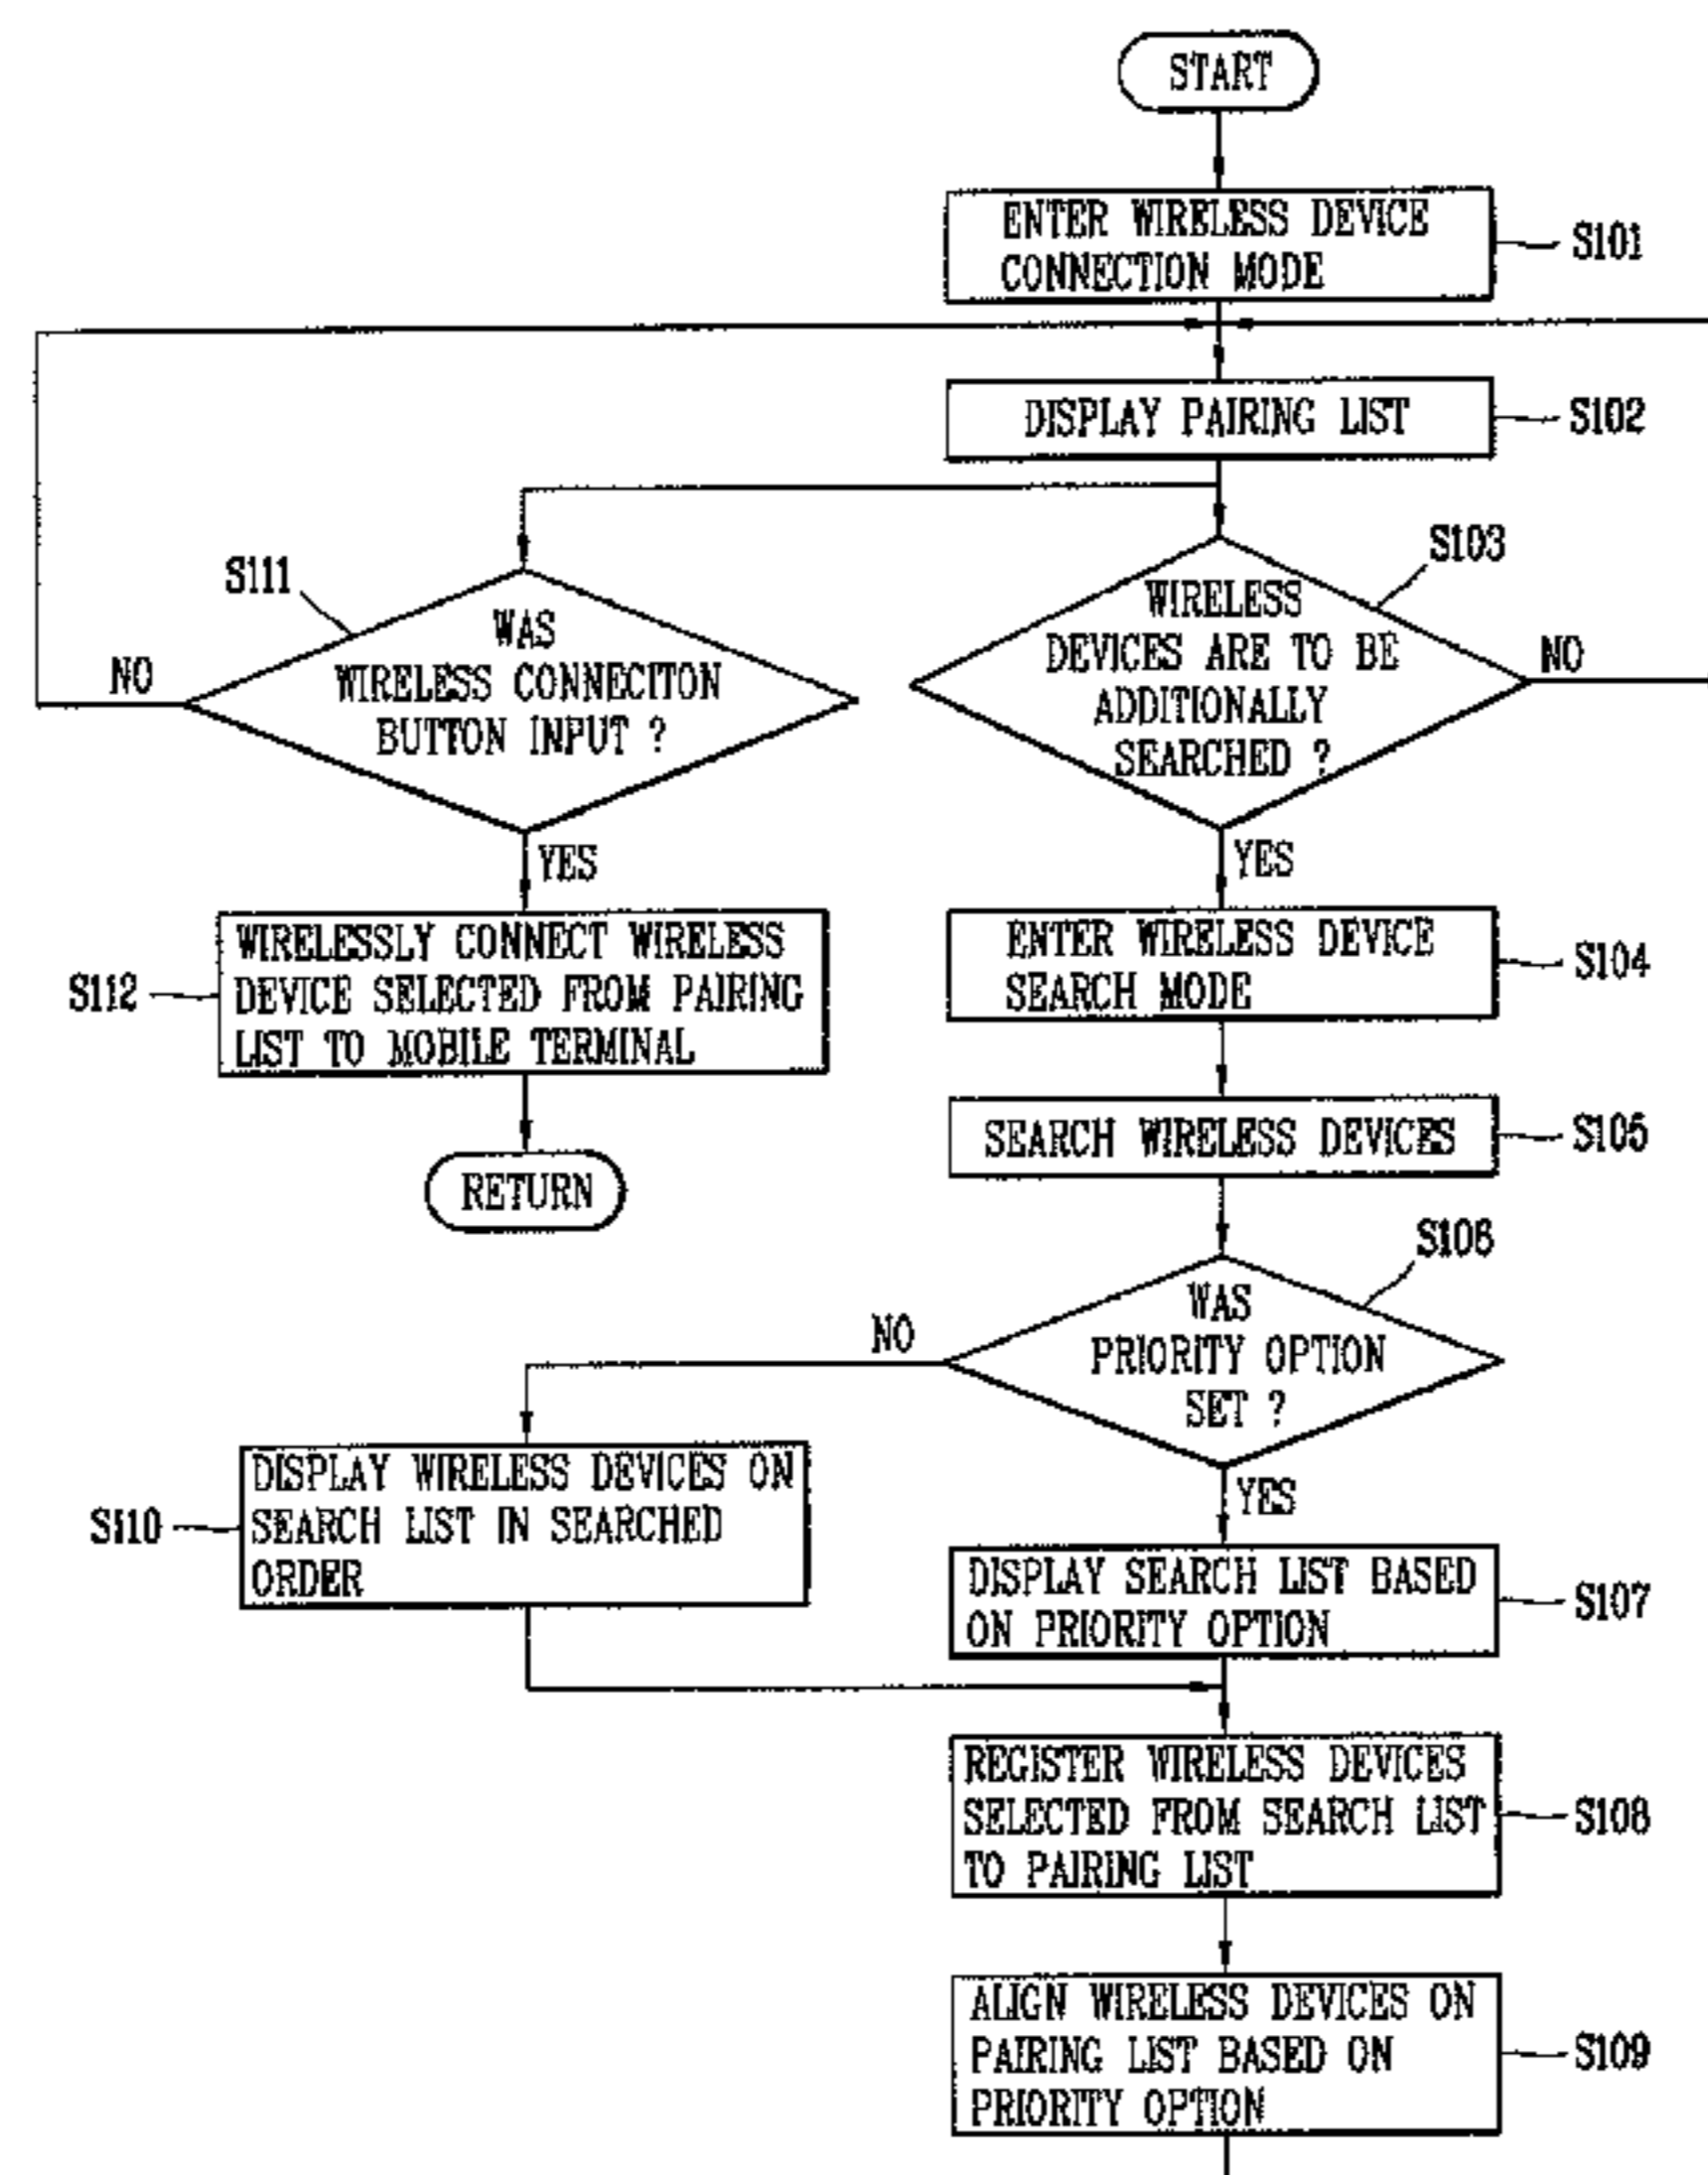 START
ENTER WIRELESS DEVICE
CONNECTION MODE
S101
DISPLAY PAIRING LIST
S102
S103
WIRELESS
DEVICES ARE TO BE
ADDITIONALLY
SEARCHED ?
NO
YES
S111
WAS
WIRELESS CONNECITON
BUTTON INPUT ?
NO
YES
WIRELESSLY CONNECT WIRELESS
DEVICE SELECTED FROM PAIRING
LIST TO MOBILE TERMINAL
S112
RETURN
ENTER WIRELESS DEVICE
SEARCH MODE
S104
SEARCH WIRELESS DEVICES
S105
S106
WAS
PRIORITY OPTION
SET ?
NO
YES
DISPLAY WIRELESS DEVICES ON
SEARCH LIST IN SEARCHED
ORDER
S110
DISPLAY SEARCH LIST BASED
ON PRIORITY OPTION
S107
REGISTER WIRELESS DEVICES
SELECTED FROM SEARCH LIST
TO PAIRING LIST
S108
ALIGN WIRELESS DEVICES ON
PAIRING LIST BASED ON
PRIORITY OPTION
S109